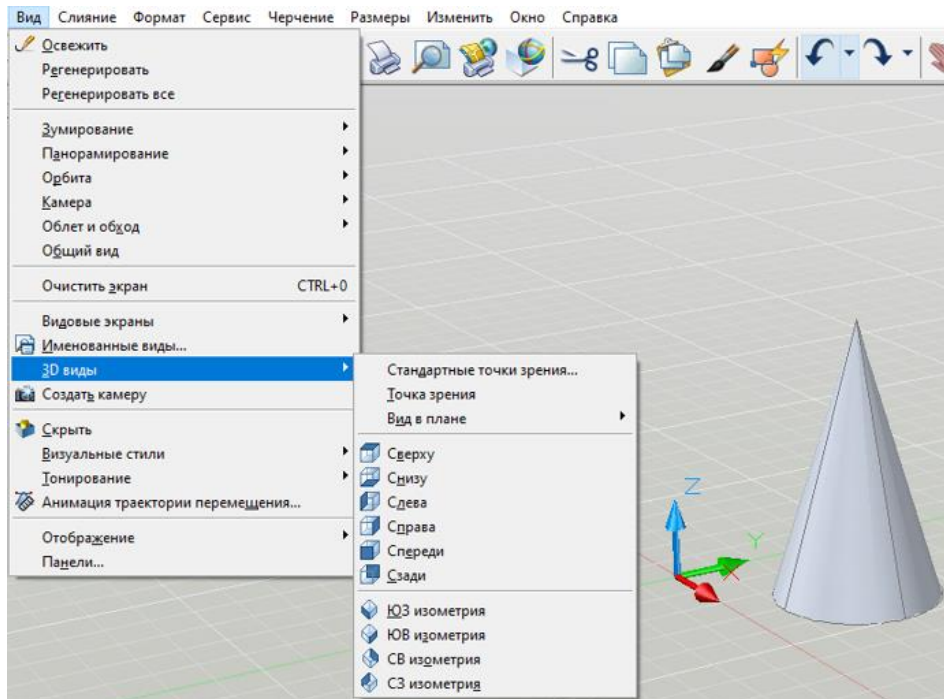 Вид Слияние Формат Сервис Черчение Размеры Изменить Окно Справка
Освежить
Регенерировать
Регенерировать все
Зумирование
Панорамирование
Орбита
Камера
Облет и обход
Общий вид
Очистить экран CTRL+0
Видовые экраны
Именованные виды...
3D виды
Создать камеру
Скрыть
Визуальные стили
Тонирование
Анимация траектории перемещения...
Отображение
Панели...
Стандартные точки зрения...
Точка зрения
Вид в плане
Сверху
Снизу
Слева
Справа
Спереди
Сзади
ЮЗ изометрия
ЮВ изометрия
СВ изометрия
СЗ изометрия
Z
Y
X